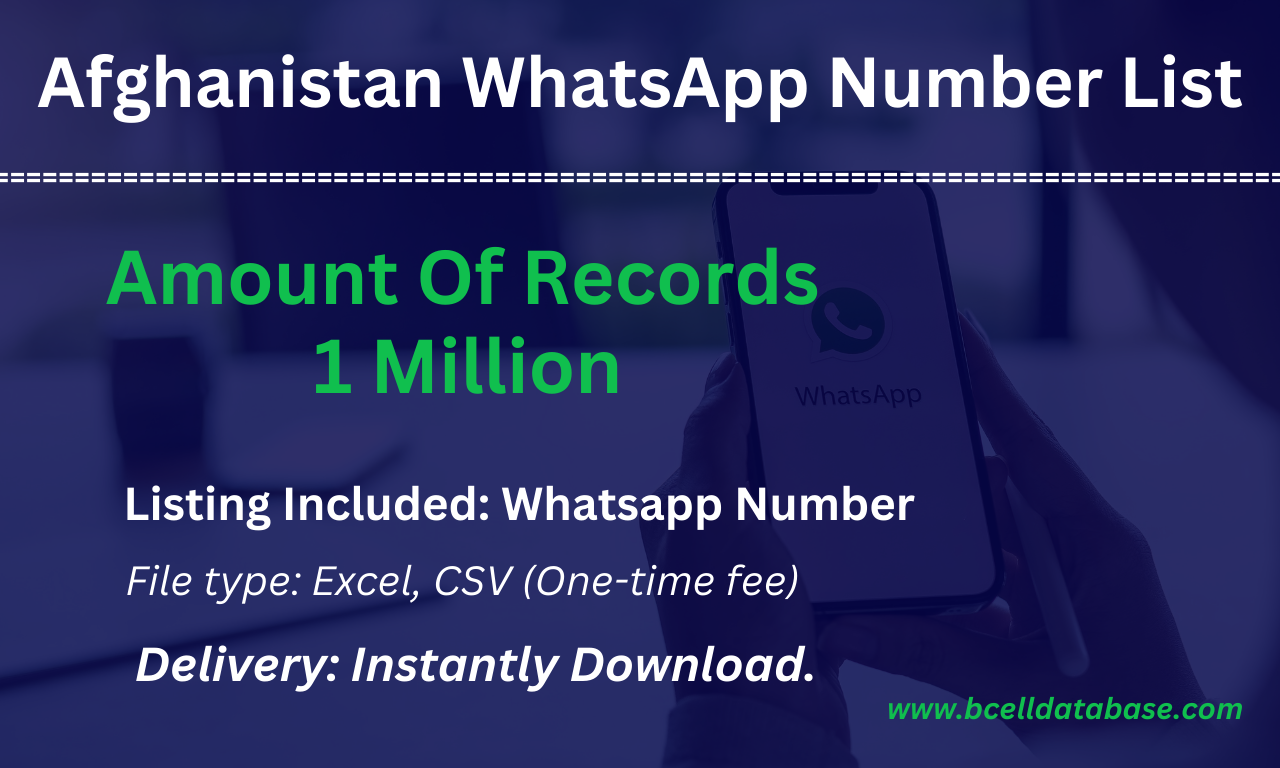 Afghanistan WhatsApp Number List
================================================================================
Amount Of Records
1 Million
WhatsApp
Listing Included: Whatsapp Number
File type: Excel, CSV (One-time fee)
Delivery: Instantly Download.
www.bcelldatabase.com